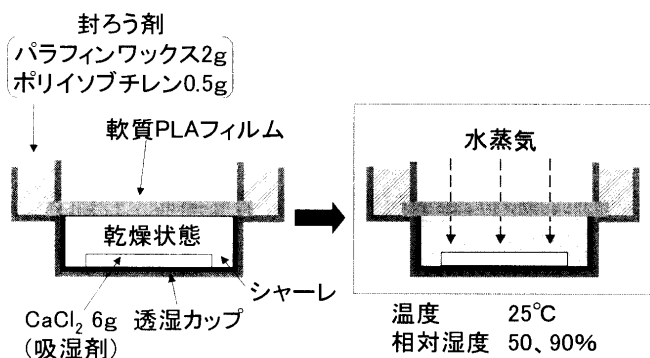 封ろう剤
パラフィンワックス2g
ポリイソブチレン0.5g
軟質PLAフィルム
乾燥状態
シャーレ
CaCl₂ 6g 透湿カップ
(吸湿剤)
水蒸気
温度 25℃
相対湿度 50、90%